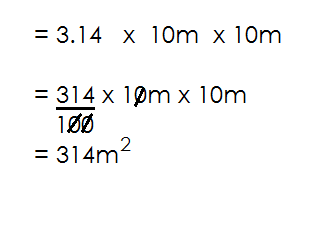 = 3.14 x 10m x 10m
= 314 x 10m x 10m
100
= 314m²